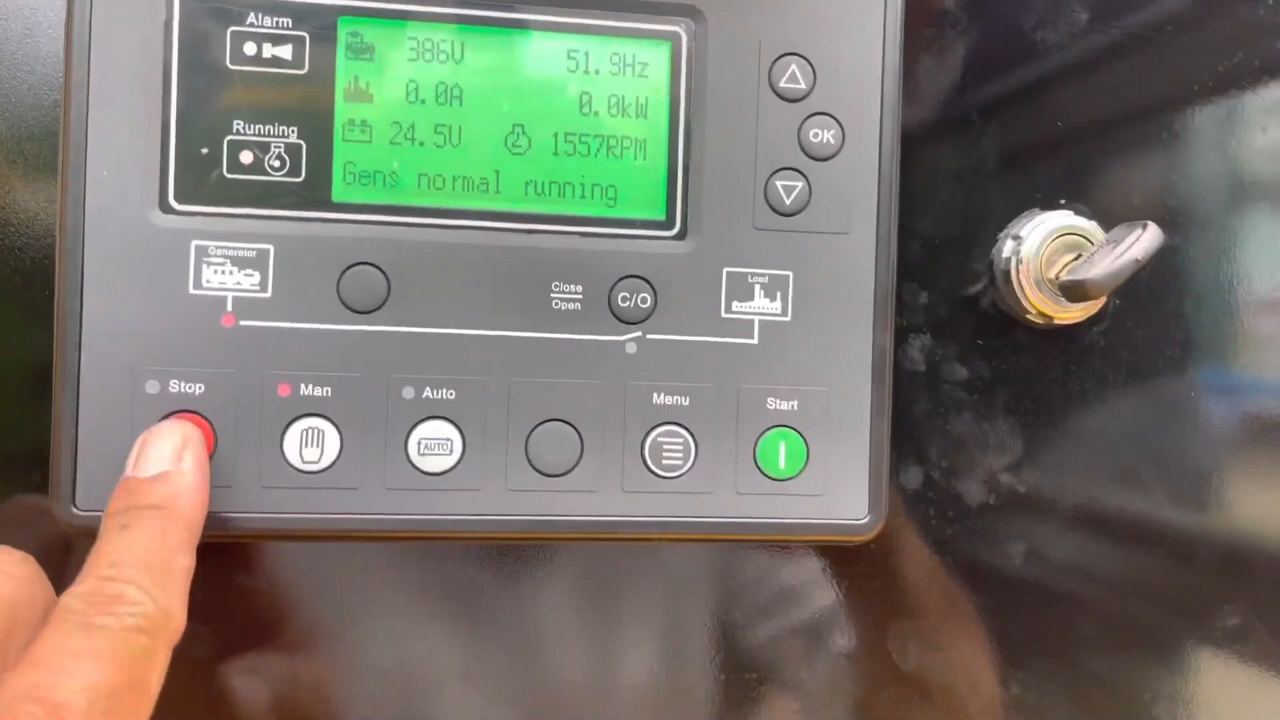 Alarm
386V 51.9Hz
0.0A 0.0kW
24.5V 1557RPM
Gens normal running
Running
OK
Generator
Close
Open
C/O
Load
Stop
Man
Auto
AUTO
Menu
Start